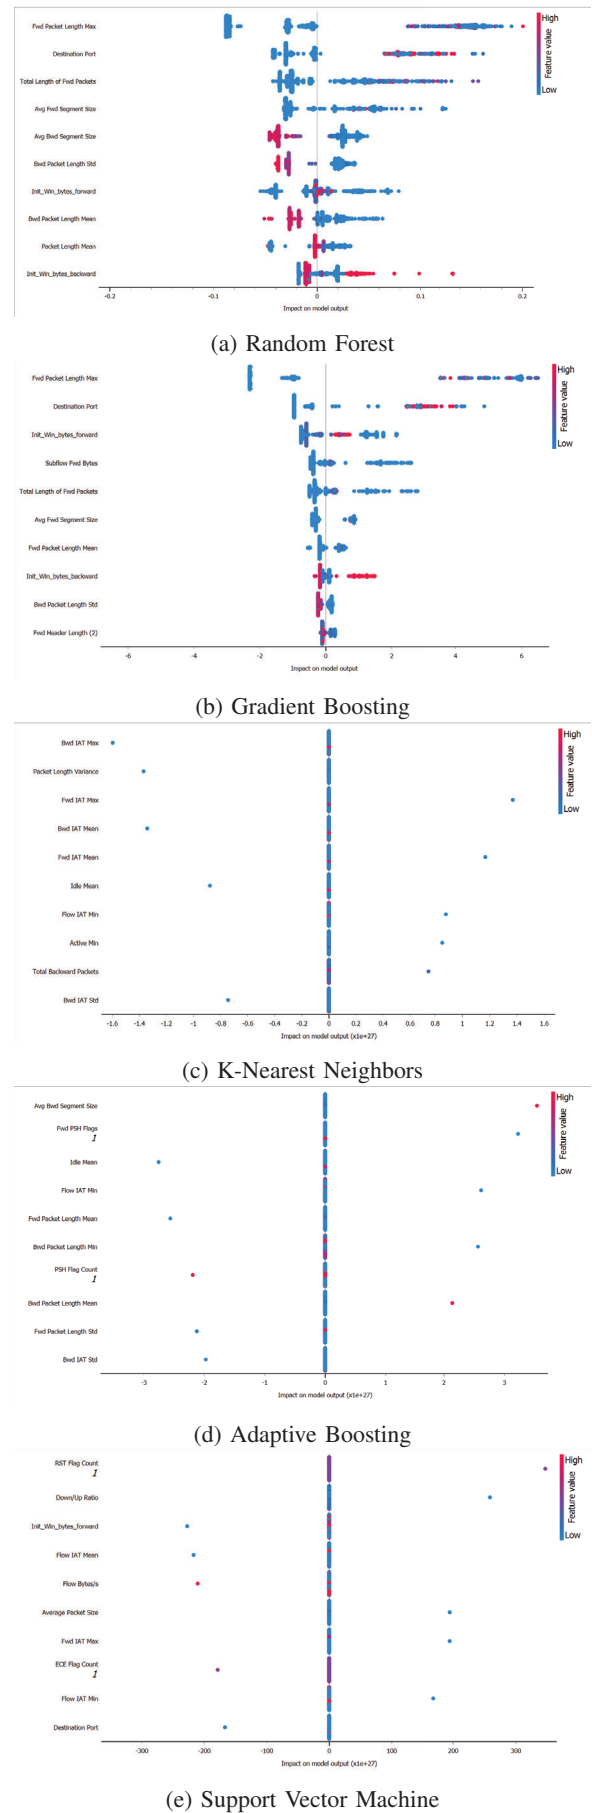 Fwd Packet Length Max
Destination Port
Total Length of Fwd Packets
Avg Fwd Segment Size
Avg Bwd Segment Size
Bwd Packet Length Std
Init_Win_bytes_forward
Bwd Packet Length Mean
Packet Length Mean
Init_Win_bytes_backward
High
Feature value
Low
-0.2 -0.1 0 0.1 0.2
Impact on model output
(a) Random Forest
Fwd Packet Length Max
Destination Port
Init_Win_bytes_forward
Subflow Fwd Bytes
Total Length of Fwd Packets
Avg Fwd Segment Size
Fwd Packet Length Mean
Init_Win_bytes_backward
Bwd Packet Length Std
Fwd Header Length (2)
High
Feature value
Low
-6 -4 -2 0 2 4 6
Impact on model output
(b) Gradient Boosting
Bwd IAT Max
Packet Length Variance
Fwd IAT Max
Bwd IAT Mean
Fwd IAT Mean
Idle Mean
Flow IAT Min
Active Min
Total Backward Packets
Bwd IAT Std
High
Feature value
Low
-1.6 -1.4 -1.2 -1 -0.8 -0.6 -0.4 -0.2 0 0.2 0.4 0.6 0.8 1 1.2 1.4 1.6
Impact on model output (x1e+27)
(c) K-Nearest Neighbors
Avg Bwd Segment Size
Fwd PSH Flags
1
Idle Mean
Flow IAT Min
Fwd Packet Length Mean
Bwd Packet Length Min
PSH Flag Count
1
Bwd Packet Length Mean
Fwd Packet Length Std
Bwd IAT Std
High
Feature value
Low
-3 -2 -1 0 1 2 3
Impact on model output (x1e+27)
(d) Adaptive Boosting
RST Flag Count
1
Down/Up Ratio
Init_Win_bytes_forward
Flow IAT Mean
Flow Bytes/s
Average Packet Size
Fwd IAT Max
ECE Flag Count
1
Flow IAT Min
Destination Port
High
Feature value
Low
-300 -200 -100 0 100 200 300
Impact on model output (x1e+27)
(e) Support Vector Machine